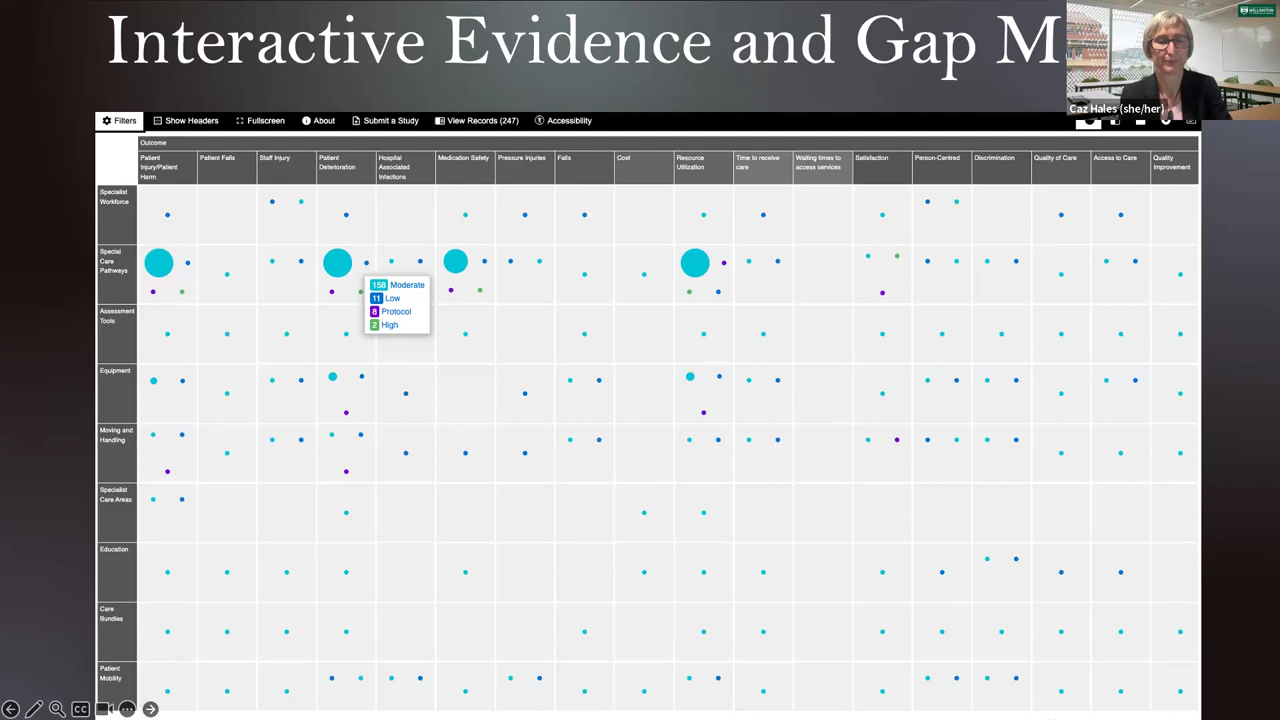 Interactive Evidence and Gap M
WELLINGTON
Caz Hales (she/her)
Filters
Show Headers
Fullscreen
About
Submit a Study
View Records (247)
Accessibility
Outcome
Patient
Injury/Patient
Harm
Patient Falls
Staff Injury
Patient
Deterioration
Hospital
Associated
Infections
Medication Safety
Pressure Injuries
Falls
Cost
Resource
Utilization
Time to receive
care
Waiting times to
access services
Satisfaction
Person-Centred
Discrimination
Quality of Care
Access to Care
Quality
Improvement
Specialist
Workforce
Special
Care
Pathways
158 Moderate
11 Low
8 Protocol
2 High
Assessment
Tools
Equipment
Moving and
Handling
Specialist
Care Areas
Education
Care
Bundles
Patient
Mobility
CC